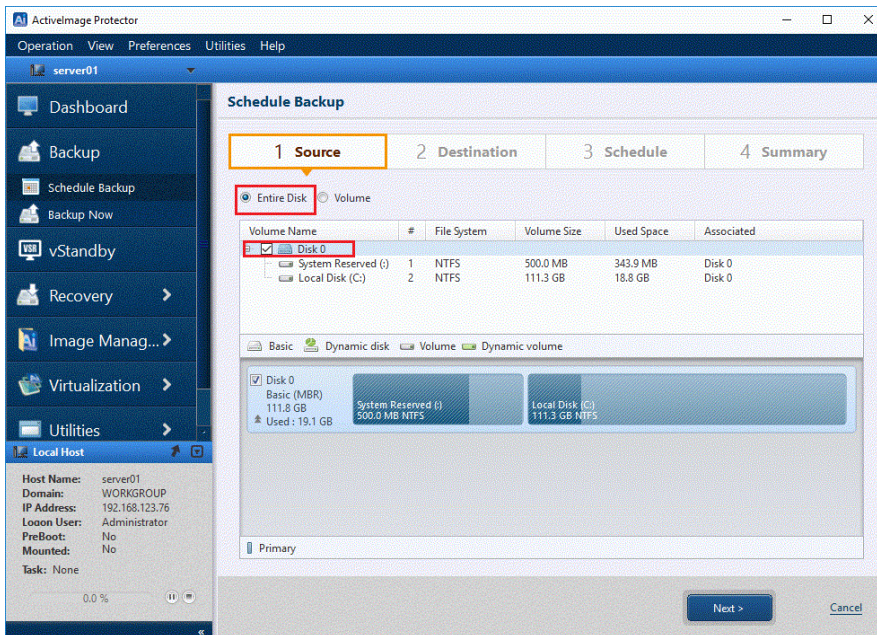 Ai ActiveImage Protector
Operation View Preferences Utilities Help
server01
Dashboard
Backup
Schedule Backup
Backup Now
VSB vStandby
Recovery
Ai Image Manag...
Virtualization
Utilities
Local Host
Host Name: server01
Domain: WORKGROUP
IP Address: 192.168.123.76
Logon User: Administrator
PreBoot: No
Mounted: No
Task: None
0.0 %
Schedule Backup
1 Source 2 Destination 3 Schedule 4 Summary
Entire Disk Volume
Volume Name # File System Volume Size Used Space Associated
Disk 0
System Reserved (:) 1 NTFS 500.0 MB 343.9 MB Disk 0
Local Disk (C:) 2 NTFS 111.3 GB 18.8 GB Disk 0
Basic Dynamic disk Volume Dynamic volume
Disk 0
Basic (MBR)
111.8 GB
Used : 19.1 GB
System Reserved (:)
500.0 MB NTFS
Local Disk (C:)
111.3 GB NTFS
Primary
Next > Cancel